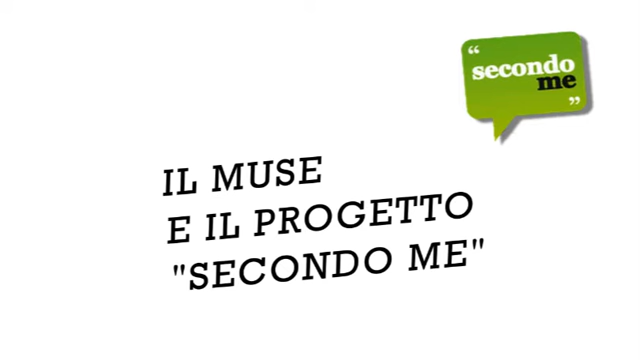 “
secondo
me
”
IL MUSE
E IL PROGETTO
"SECONDO ME"